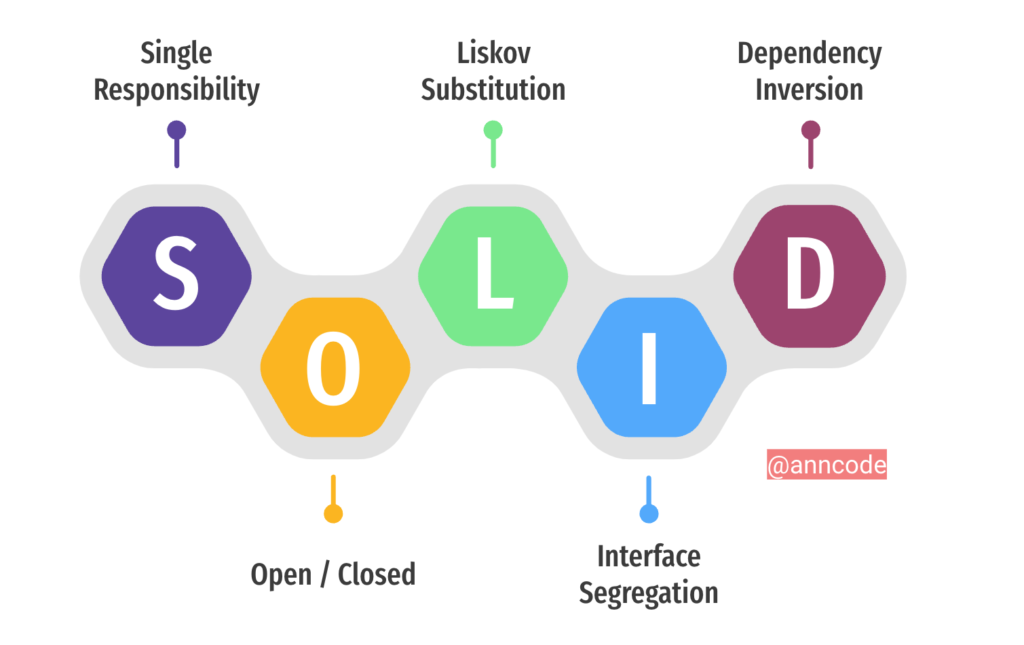 Single
Responsibility
Liskov
Substitution
Dependency
Inversion
S
O
L
I
D
@anncode
Open / Closed
Interface
Segregation